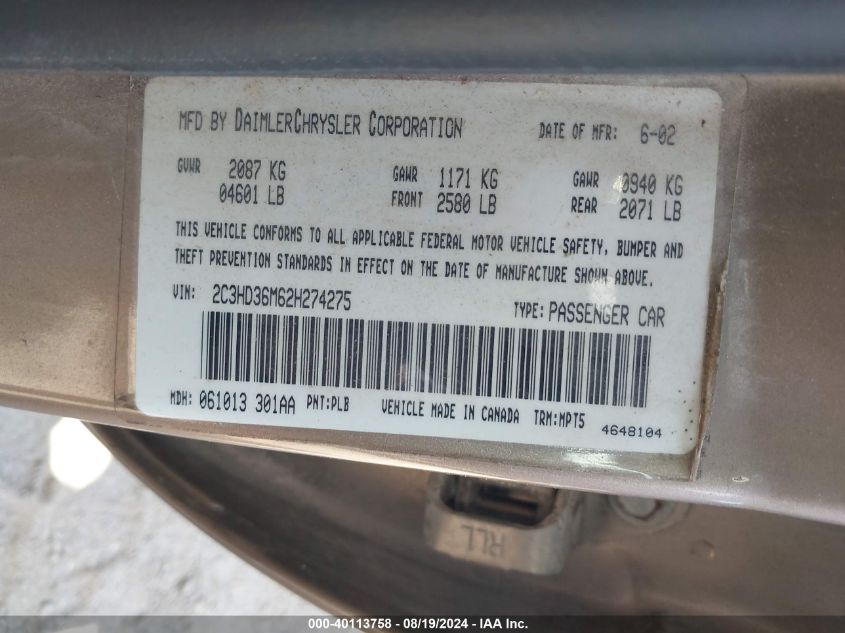 MFD BY DAIMLERCHRYSLER CORPORATION DATE OF MFR: 6-02
GVWR 2087 KG GAWR 1171 KG GAWR 0940 KG
04601 LB FRONT 2580 LB REAR 2071 LB
THIS VEHICLE CONFORMS TO ALL APPLICABLE FEDERAL MOTOR VEHICLE SAFETY, BUMPER AND
THEFT PREVENTION STANDARDS IN EFFECT ON THE DATE OF MANUFACTURE SHOWN ABOVE.
VIN: 2C3HD36M62H274275 TYPE: PASSENGER CAR
MDH: 061013 301AA PNT:PLB VEHICLE MADE IN CANADA TRM:MPT5 4648104
RLL
000-40113758 - 08/19/2024 - IAA Inc.